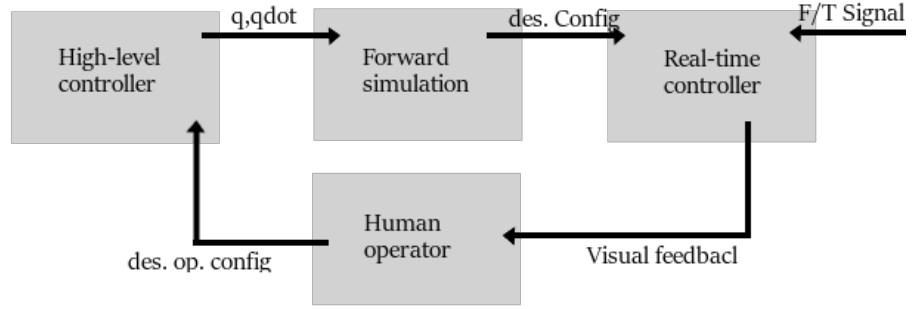 q,qdot
des. Config
F/T Signal
High-level
controller
Forward
simulation
Real-time
controller
Human
operator
des. op. config
Visual feedbacl